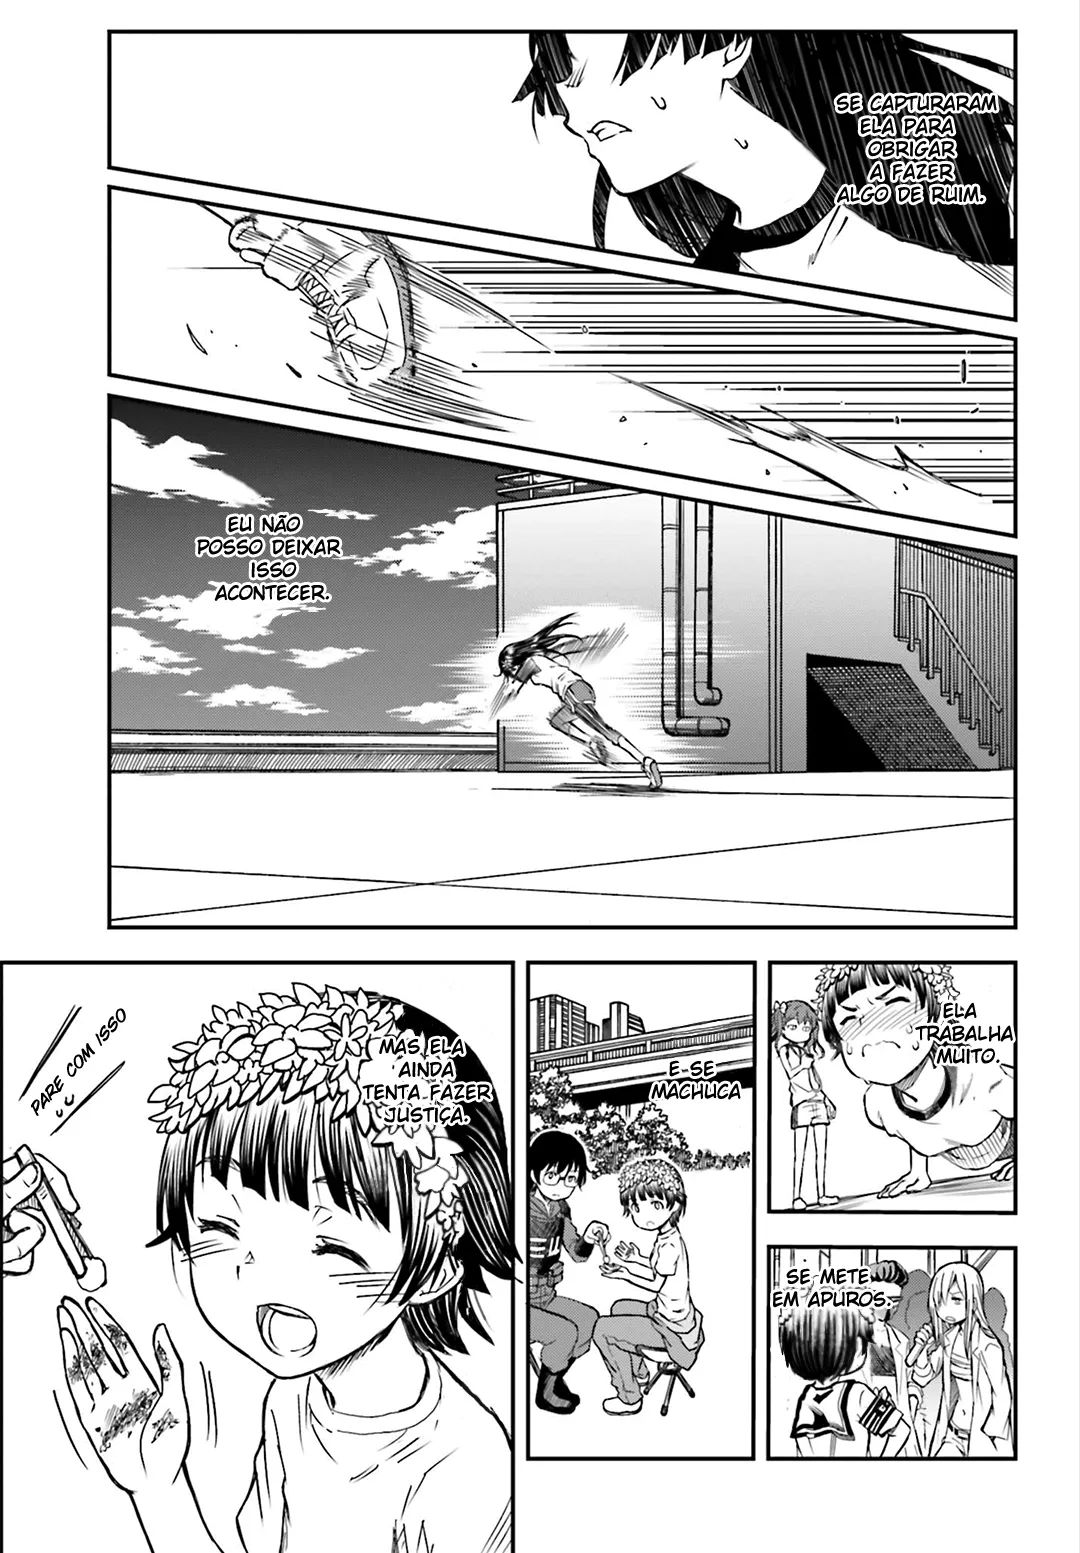 SE CAPTURARAM
ELA PARA
OBRIGAR
A FAZER
ALGO DE RUIM.
EU NÃO
POSSO DEIXAR
ISSO
ACONTECER.
ELA
TRABALHA
MUITO.
SE METE
EM APUROS.
E SE
MACHUCA
MAS ELA
AINDA
TENTA FAZER
JUSTIÇA.
PARE COM ISSO